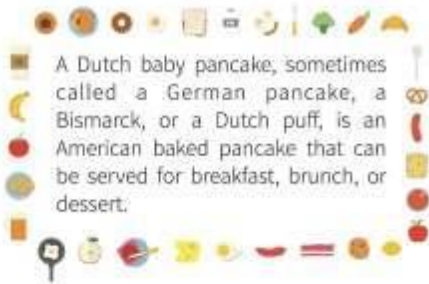 A Dutch baby pancake, sometimes
called a German pancake, a
Bismarck, or a Dutch puff, is an
American baked pancake that can
be served for breakfast, brunch, or
dessert.